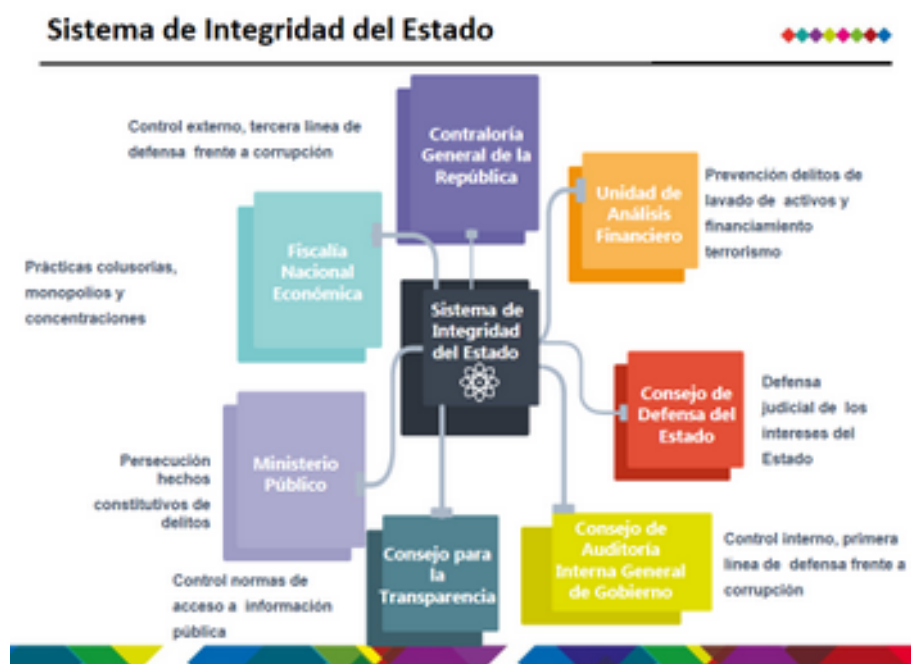 Sistema de Integridad del Estado
Control externo, tercera linea de
defensa frente a corrupción
Contraloría
General de la
República
Unidad de
Análisis
Financiero
Prevención delitos de
lavado de activos y
financiamiento
terrorismo
Fiscalía
Nacional
Económica
Prácticas colusorias,
monopolios y
concentraciones
Sistema de
Integridad
del Estado
Consejo de
Defensa del
Estado
Defensa
judicial de los
intereses del
Estado
Ministerio
Público
Persecución
hechos
constitutivos de
delitos
Consejo para
la
Transparencia
Control normas de
acceso a información
pública
Consejo de
Auditoría
Interna General
de Gobierno
Control interno, primera
linea de defensa frente a
corrupción